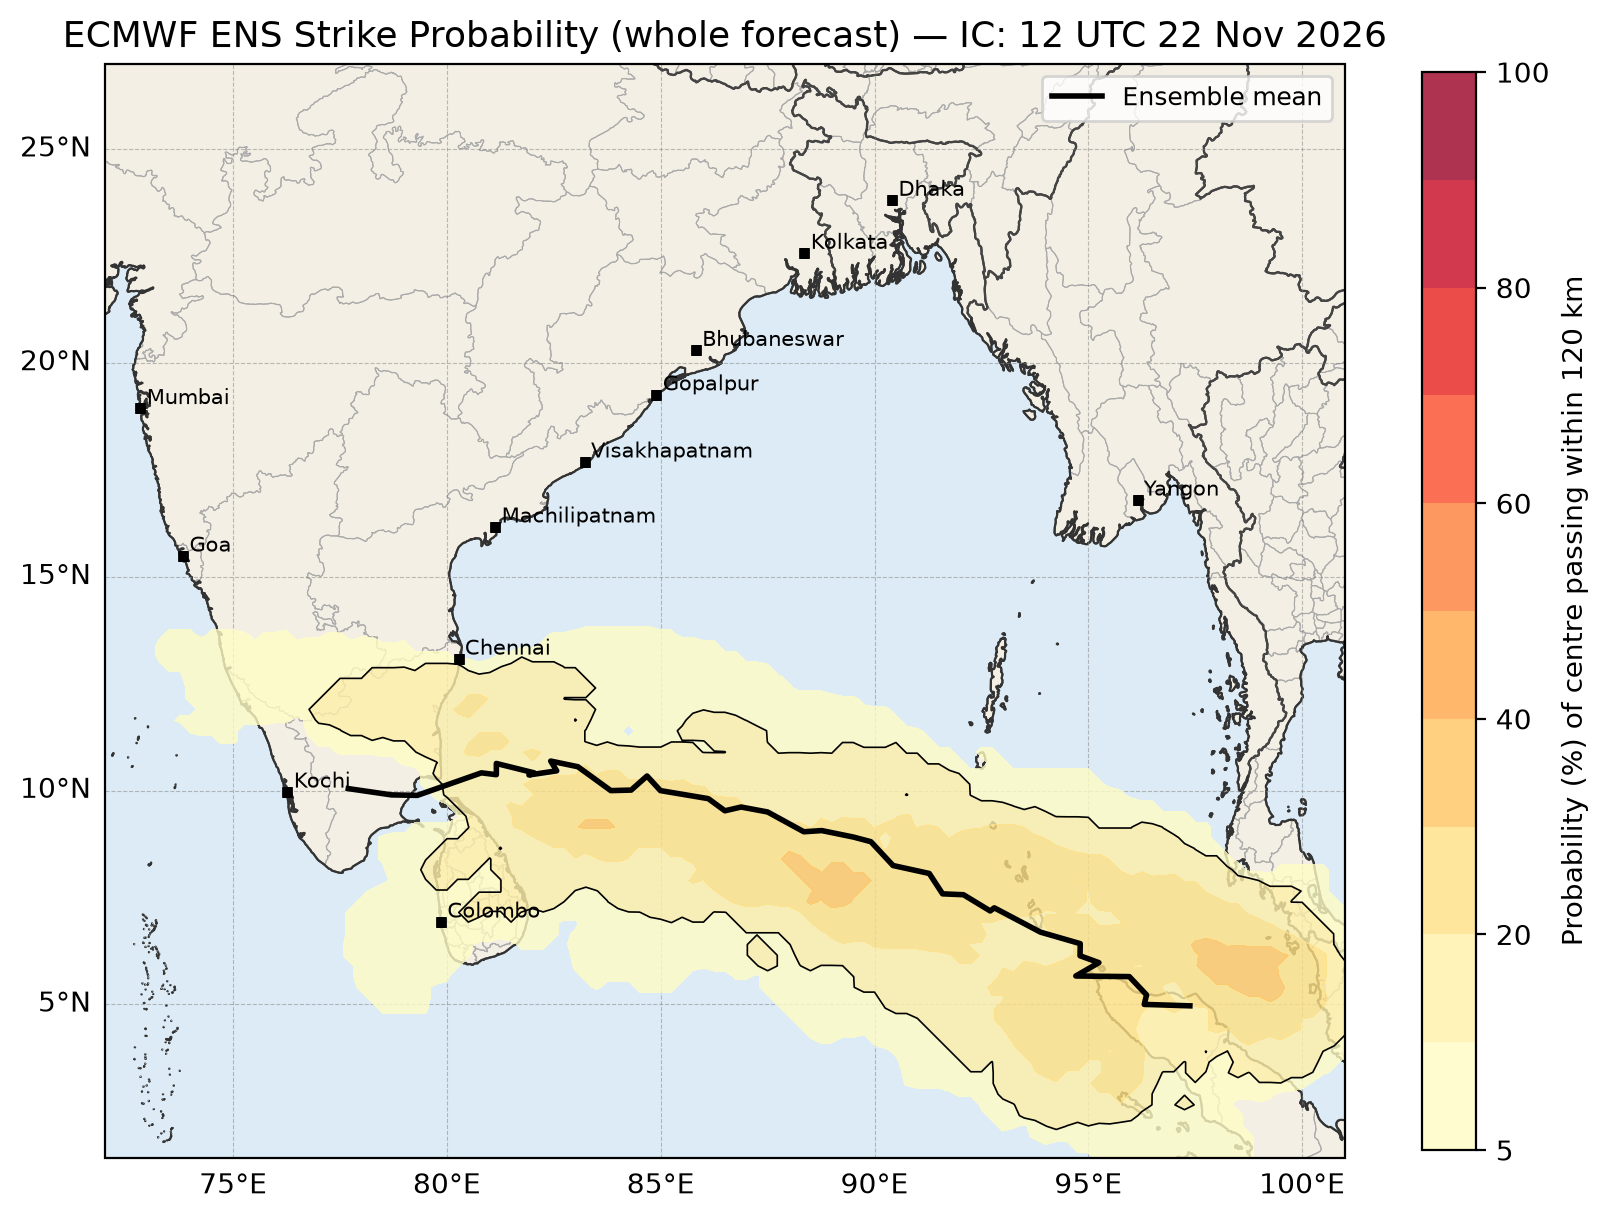 ECMWF ENS Strike Probability (whole forecast) — IC: 12 UTC 22 Nov 2026
Ensemble mean
100
80
60
40
20
5
Probability (%) of centre passing within 120 km
25°N
20°N
15°N
10°N
5°N
75°E
80°E
85°E
90°E
95°E
100°E
Dhaka
Kolkata
Bhubaneswar
Gopalpur
Mumbai
Visakhapatnam
Yangon
Machilipatnam
Goa
Chennai
Kochi
Colombo